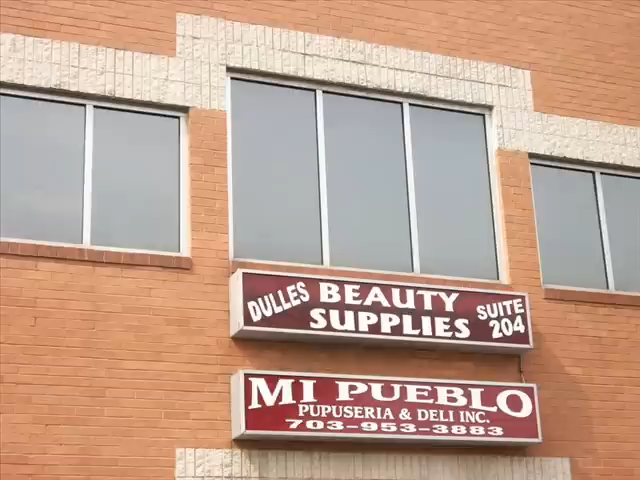 DULLES BEAUTY SUPPLIES SUITE 204
MI PUEBLO
PUPUSERIA & DELI INC.
703-953-3883